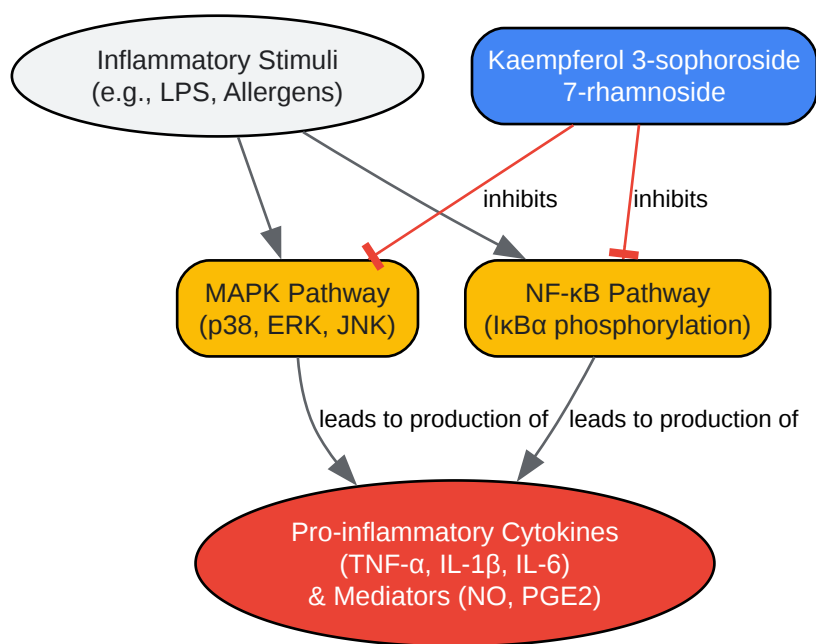 Inflammatory Stimuli
(e.g., LPS, Allergens)
Kaempferol 3-sophoroside
7-rhamnoside
inhibits
inhibits
MAPK Pathway
(p38, ERK, JNK)
NF-κB Pathway
(IκBα phosphorylation)
leads to production of
leads to production of
Pro-inflammatory Cytokines
(TNF-α, IL-1β, IL-6)
& Mediators (NO, PGE2)